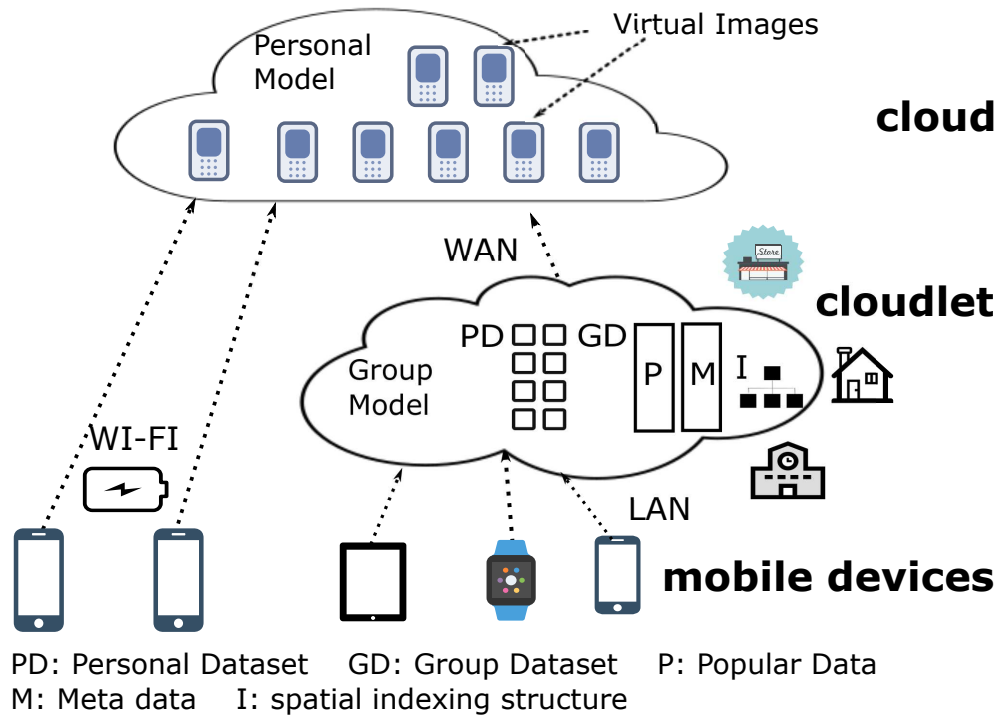 Virtual Images
Personal
Model
cloud
WAN
Store
cloudlet
PD GD
P M I
Group
Model
WI-FI
LAN
mobile devices
PD: Personal Dataset GD: Group Dataset P: Popular Data
M: Meta data I: spatial indexing structure